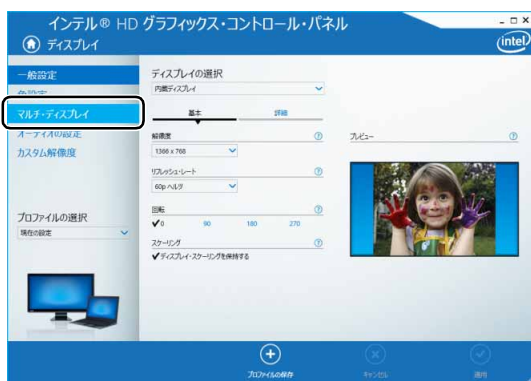 インテル® HD グラフィックス・コントロール・パネル
ディスプレイ
intel
一般設定
色設定
マルチ・ディスプレイ
オーディオの設定
カスタム解像度
プロファイルの選択
現在の設定
ディスプレイの選択
内蔵ディスプレイ
基本 詳細
解像度
1366 x 768
リフレッシュ・レート
60p ヘルツ
回転
0 90 180 270
スケーリング
ディスプレイ・スケーリングを保持する
プレビュー
プロファイルの保存 キャンセル 適用